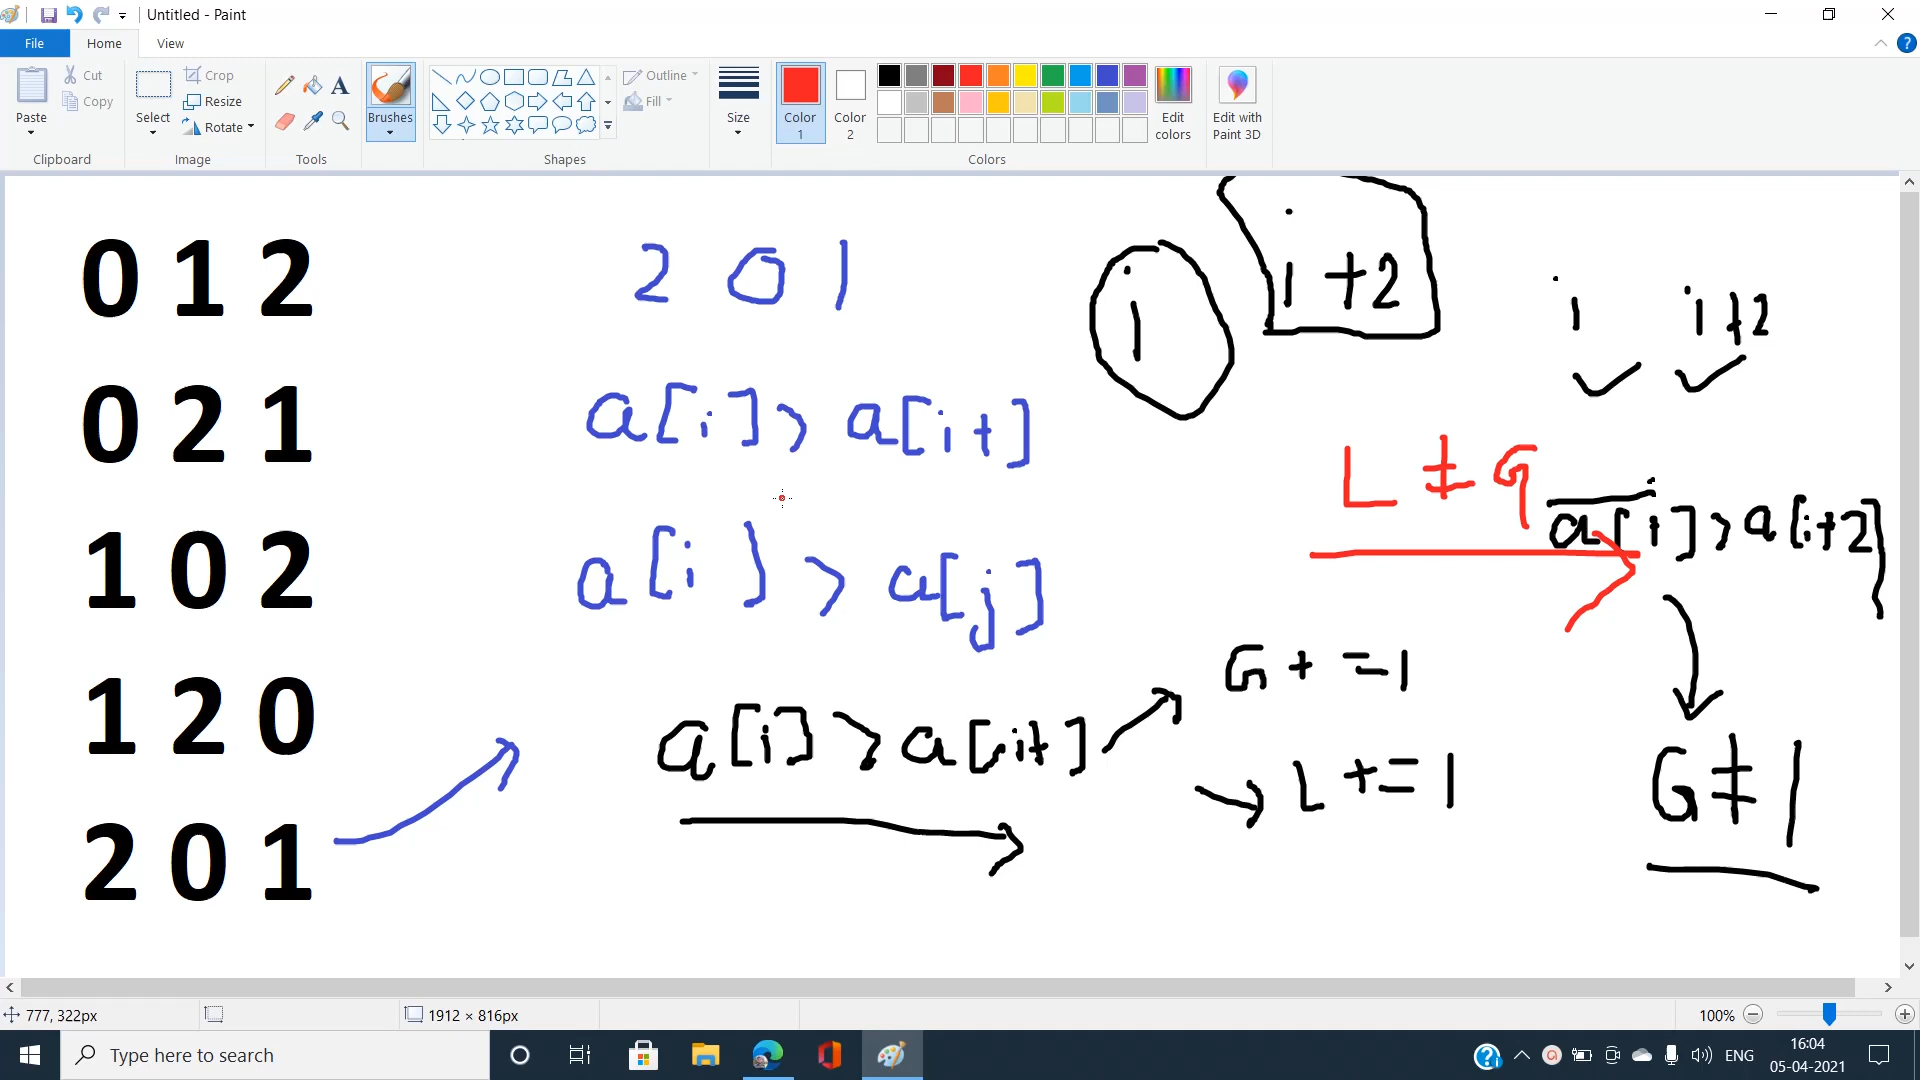 Untitled - Paint
File Home View
Paste
Cut
Copy
Clipboard
Select
Crop
Resize
Rotate
Image
A
Tools
Brushes
Shapes
Outline
Fill
Size
Color 1
Color 2
Edit colors
Colors
Edit with Paint 3D
0 1 2
0 2 1
1 0 2
1 2 0
2 0 1
2 0 1
a[i] > a[i+]
a[i] > a[j]
a[i] > a[i+]
G + = 1
L + = 1
i
i + 2
i i+2
L ≠ G
a[i] > a[i+2]
G ≠ 1
777, 322px
1912 × 816px
100%
Type here to search
ENG
16:04
05-04-2021